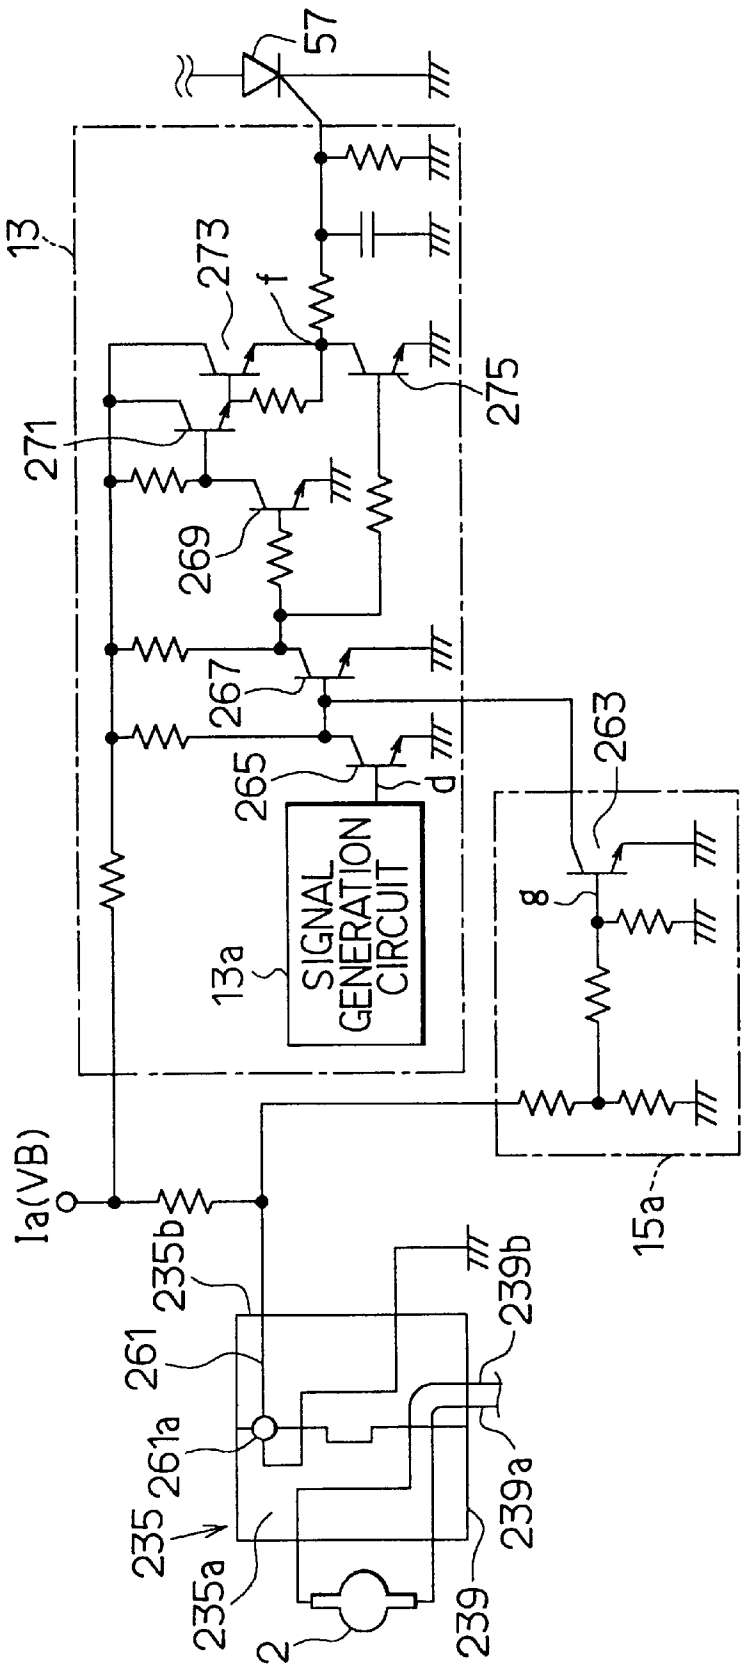 57
13
273
f
271
275
269
267
265
d
263
g
13a
SIGNAL
GENERATION
CIRCUIT
Ia(VB)
15a
235b
261
239b
261a
235
239a
235a
239
2